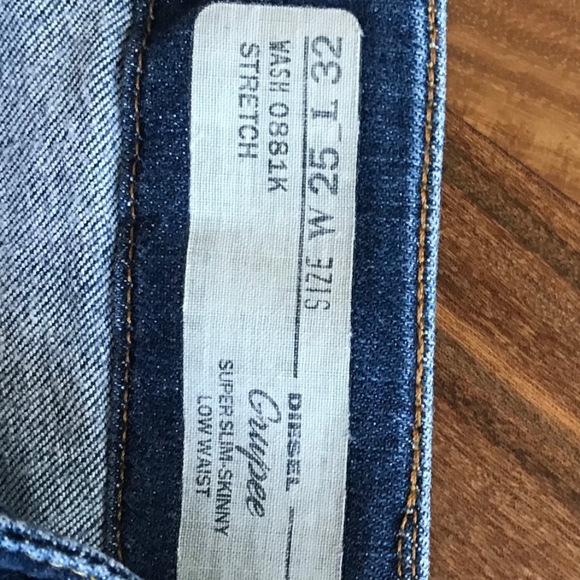 DIESEL
Grupee
SUPER SLIM-SKINNY
LOW WAIST
SIZE W 25 L 32
WASH 0881K
STRETCH